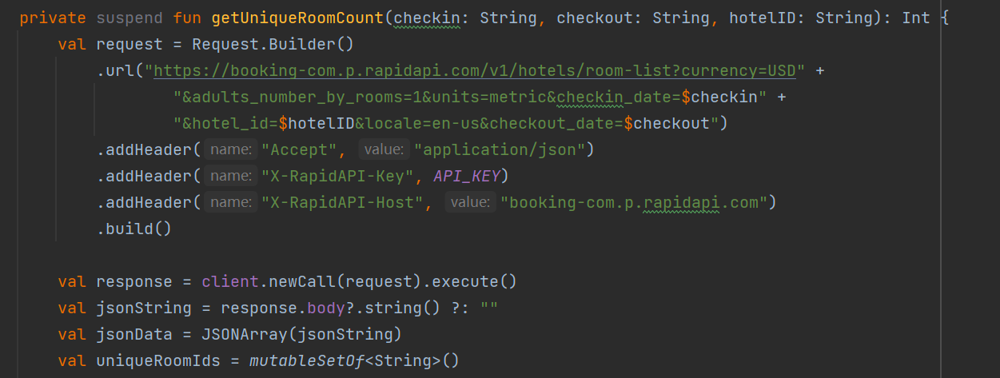 private suspend fun getUniqueRoomCount(checkin: String, checkout: String, hotelID: String): Int {
val request = Request.Builder()
.url("https://booking-com.p.rapidapi.com/v1/hotels/room-list?currency=USD" +
"&adults_number_by_rooms=1&units=metric&checkin_date=$checkin" +
"&hotel_id=$hotelID&locale=en-us&checkout_date=$checkout")
.addHeader( name: "Accept", value: "application/json")
.addHeader( name: "X-RapidAPI-Key", API_KEY)
.addHeader( name: "X-RapidAPI-Host", value: "booking-com.p.rapidapi.com")
.build()
val response = client.newCall(request).execute()
val jsonString = response.body?.string() ?: ""
val jsonData = JSONArray(jsonString)
val uniqueRoomIds = mutableSetOf<String>()